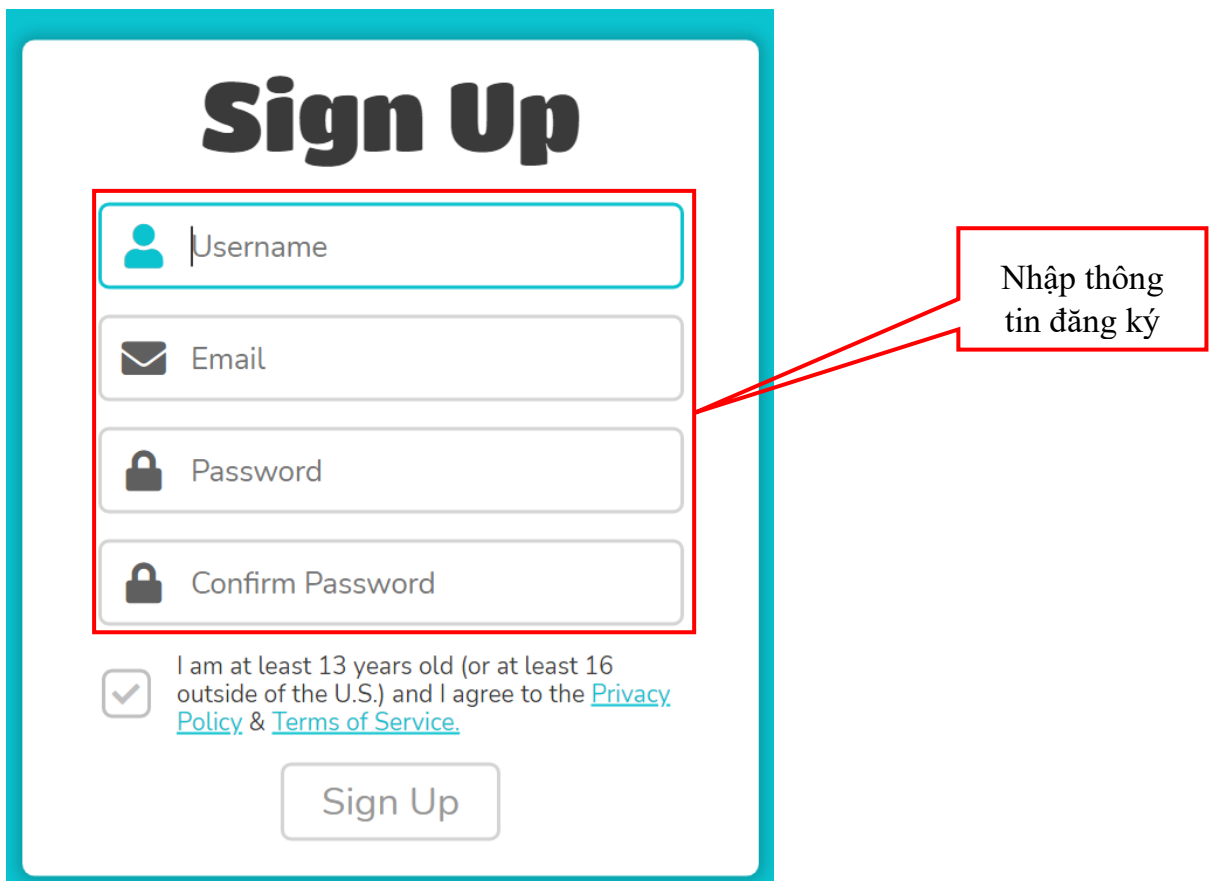 Sign Up
Username
Email
Password
Confirm Password
I am at least 13 years old (or at least 16
outside of the U.S.) and I agree to the Privacy
Policy & Terms of Service.
Sign Up
Nhập thông
tin đăng ký